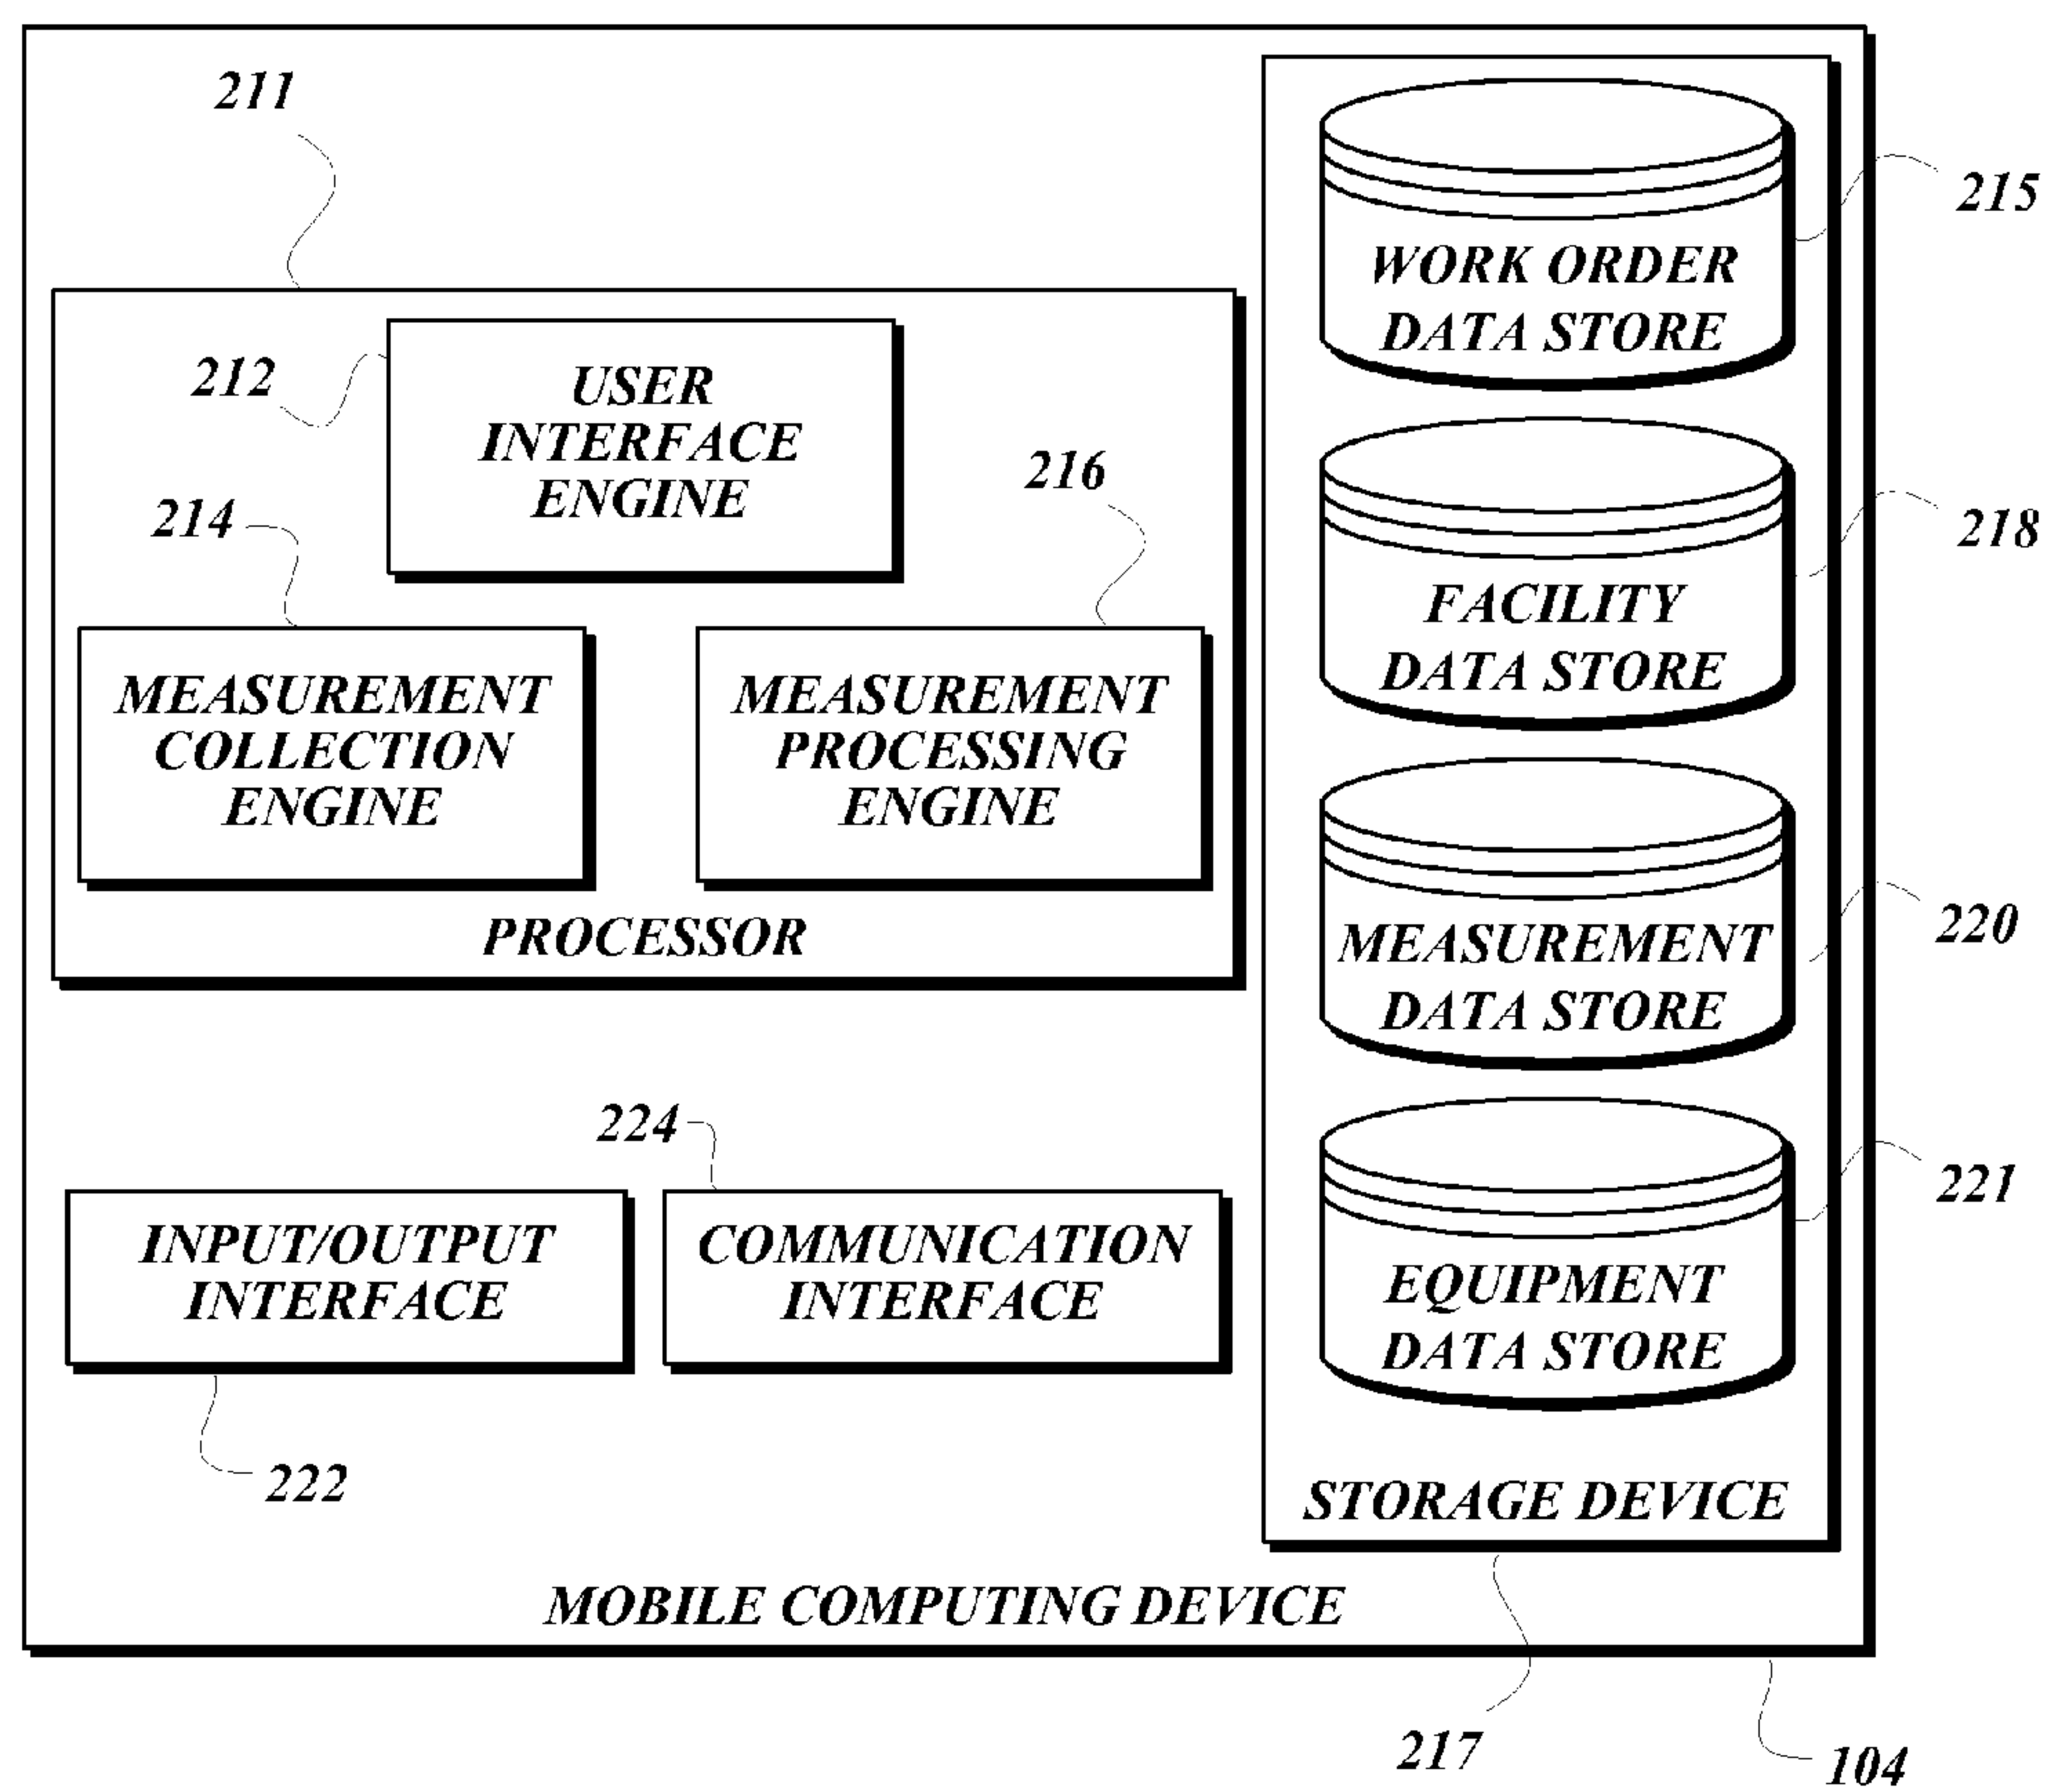 211
215
WORK ORDER
DATA STORE
212
USER
INTERFACE
ENGINE
216
214
218
FACILITY
DATA STORE
MEASUREMENT
COLLECTION
ENGINE
MEASUREMENT
PROCESSING
ENGINE
PROCESSOR
220
MEASUREMENT
DATA STORE
224
221
INPUT/OUTPUT
INTERFACE
COMMUNICATION
INTERFACE
EQUIPMENT
DATA STORE
222
STORAGE DEVICE
MOBILE COMPUTING DEVICE
217
104